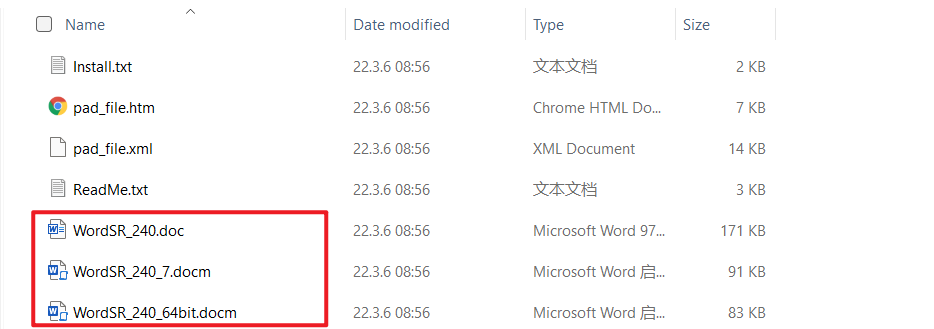 Name Date modified Type Size
Install.txt 22.3.6 08:56 文本文档 2 KB
pad_file.htm 22.3.6 08:56 Chrome HTML Do... 7 KB
pad_file.xml 22.3.6 08:56 XML Document 14 KB
ReadMe.txt 22.3.6 08:56 文本文档 3 KB
WordSR_240.doc 22.3.6 08:56 Microsoft Word 97... 171 KB
WordSR_240_7.docm 22.3.6 08:56 Microsoft Word 启... 91 KB
WordSR_240_64bit.docm 22.3.6 08:56 Microsoft Word 启... 83 KB